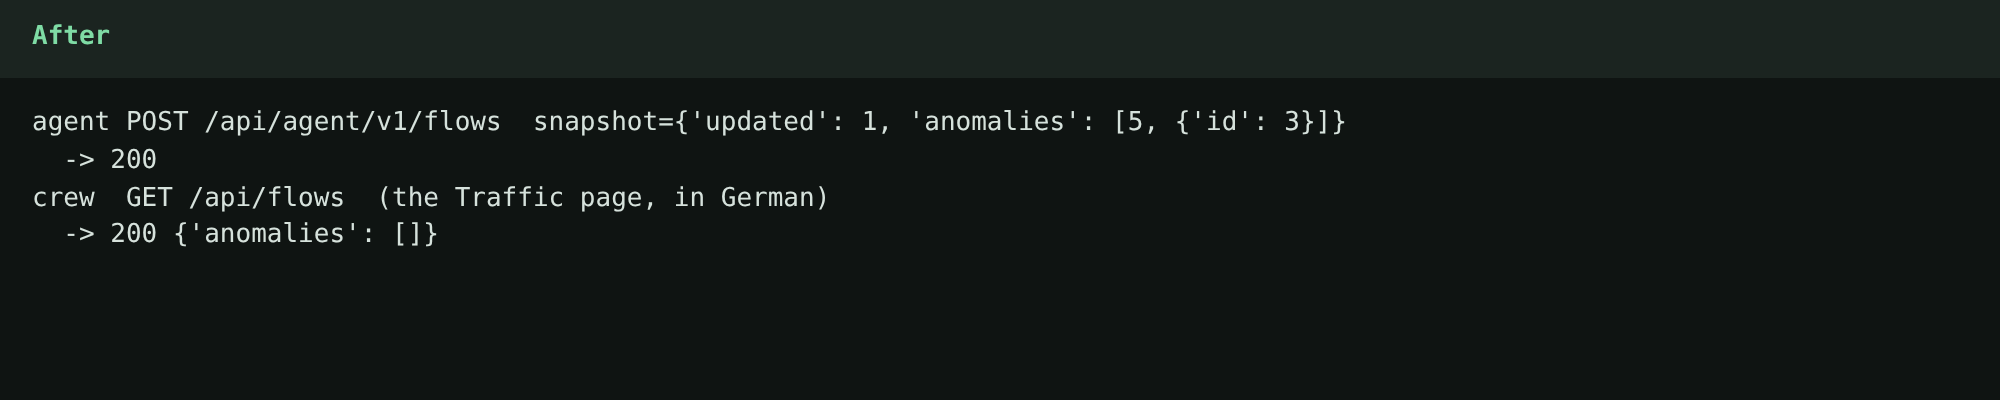 After
agent POST /api/agent/v1/flows  snapshot={'updated': 1, 'anomalies': [5, {'id': 3}]}
  -> 200
crew  GET /api/flows  (the Traffic page, in German)
  -> 200 {'anomalies': []}